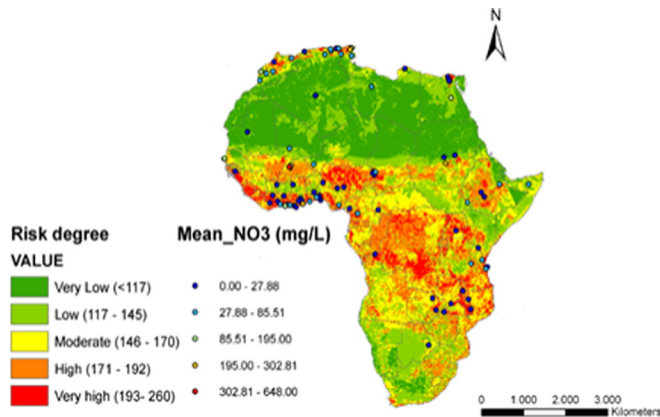 N
Risk degree
VALUE
Very Low (<117)
Low (117 - 145)
Moderate (146 - 170)
High (171 - 192)
Very high (193- 260)
Mean_NO3 (mg/L)
0.00 - 27.88
27.88 - 85.51
85.51 - 195.00
195.00 - 302.81
302.81 - 648.00
0 1 000 2 000 3.000
Kilometers